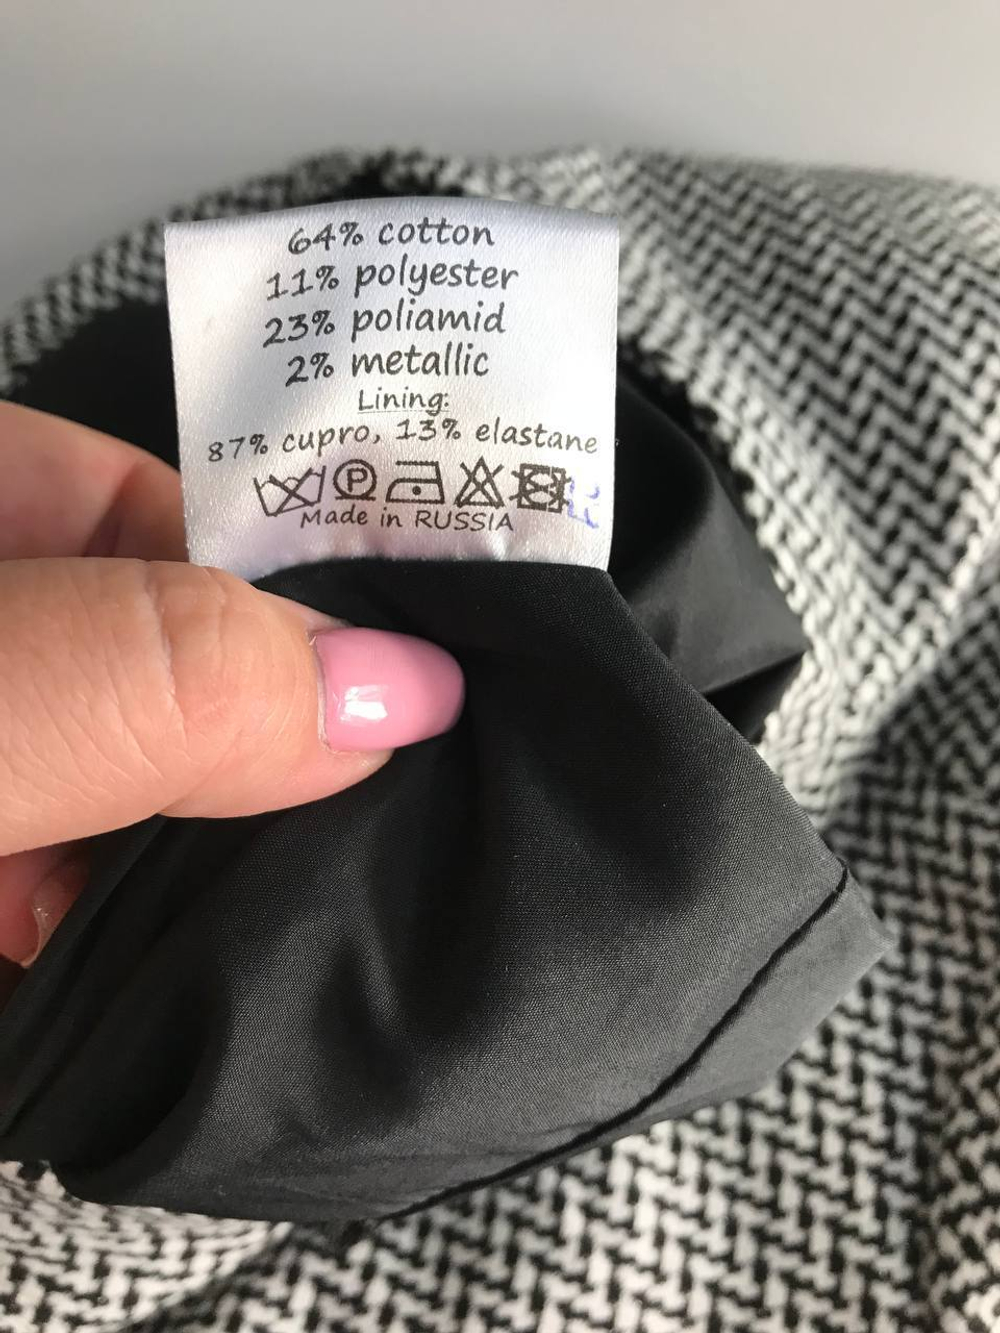 64% cotton
11% polyester
23% poliamid
2% metallic
Lining:
87% cupro, 13% elastane
P
Made in RUSSIA